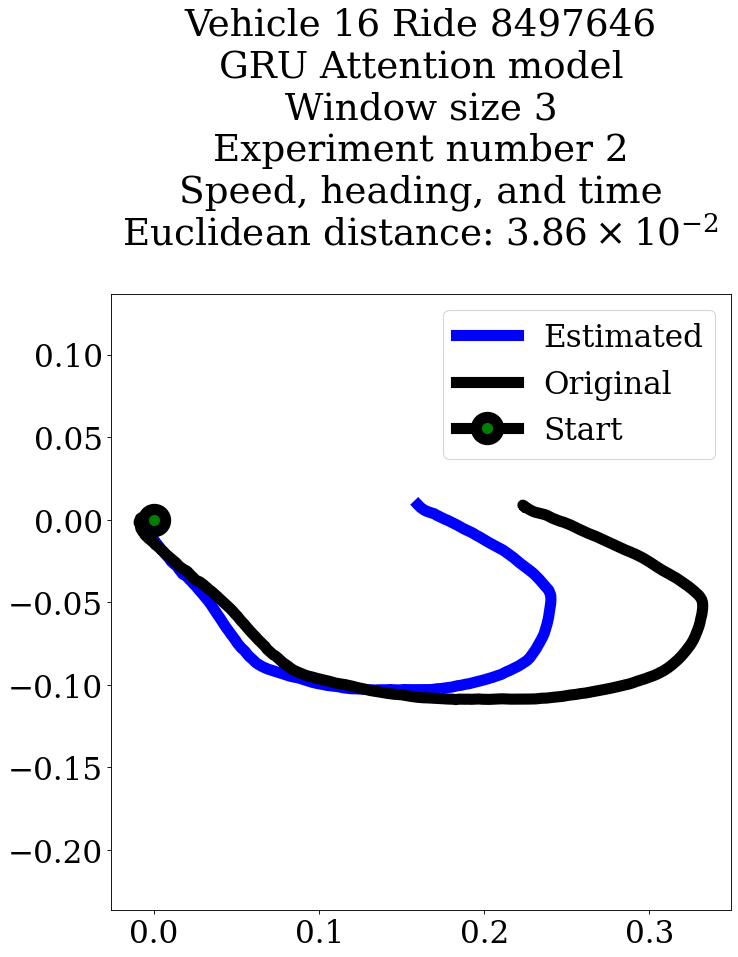 Vehicle 16 Ride 8497646
GRU Attention model
Window size 3
Experiment number 2
Speed, heading, and time
Euclidean distance: 3.86 × 10⁻²
Estimated
Original
Start
0.10
0.05
0.00
−0.05
−0.10
−0.15
−0.20
0.0 0.1 0.2 0.3